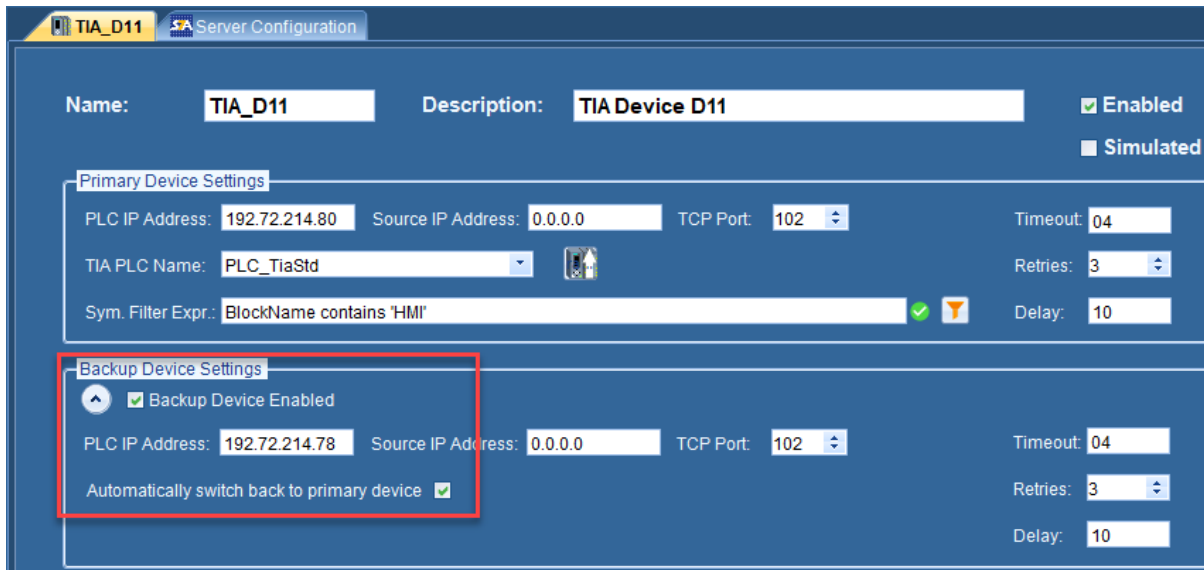 TIA_D11 Server Configuration
Name: TIA_D11 Description: TIA Device D11 Enabled
Simulated
Primary Device Settings
PLC IP Address: 192.72.214.80 Source IP Address: 0.0.0.0 TCP Port: 102 Timeout: 04
TIA PLC Name: PLC_TiaStd Retries: 3
Sym. Filter Expr.: BlockName contains 'HMI' Delay: 10
Backup Device Settings
Backup Device Enabled
PLC IP Address: 192.72.214.78 Source IP Address: 0.0.0.0 TCP Port: 102 Timeout: 04
Automatically switch back to primary device Retries: 3
Delay: 10